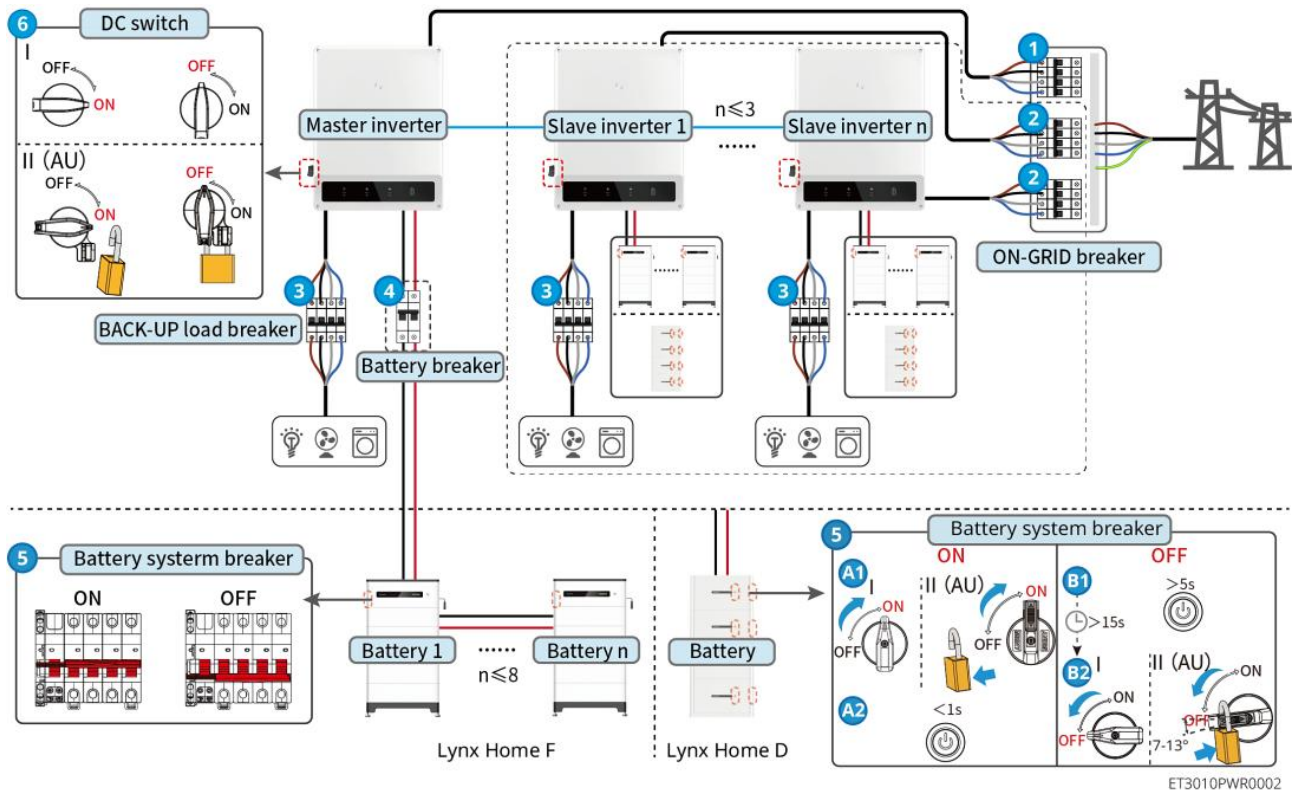 6
DC switch
I
OFF
ON
OFF
ON
II (AU)
OFF
ON
OFF
ON
Master inverter
Slave inverter 1
n≤3
······
Slave inverter n
1
2
2
ON-GRID breaker
3
BACK-UP load breaker
4
Battery breaker
3
······
3
······
5
Battery systerm breaker
ON
OFF
Battery 1
······
n≤8
Battery n
Lynx Home F
Battery
Lynx Home D
5
Battery system breaker
ON
OFF
A1
I
ON
OFF
II (AU)
ON
OFF
A2
<1s
B1
>15s
>5s
B2
I
ON
OFF
II (AU)
ON
OFF
7-13°
ET3010PWR0002